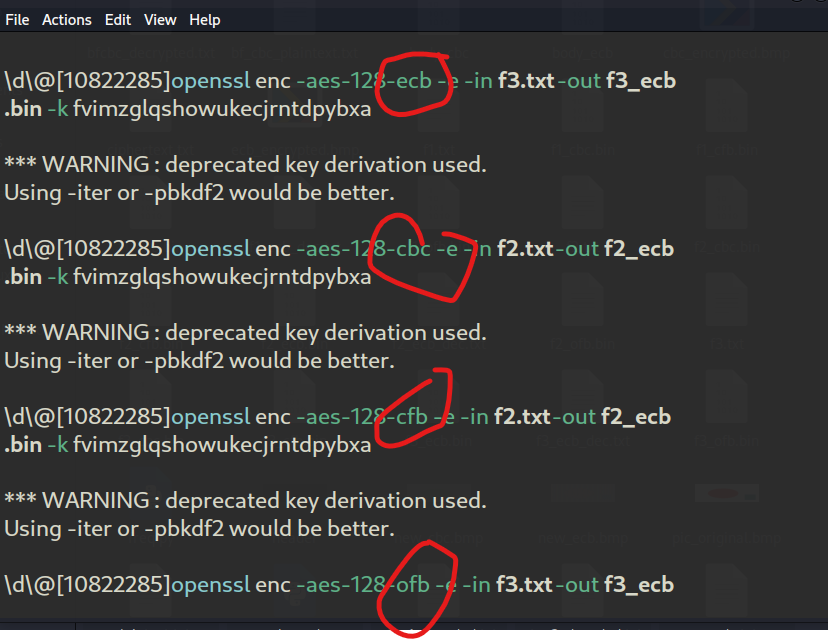 File Actions Edit View Help
\d\@[10822285]openssl enc -aes-128-ecb -e -in f3.txt -out f3_ecb
.bin -k fvimzglqshowukecjrntdpybxa
*** WARNING : deprecated key derivation used.
Using -iter or -pbkdf2 would be better.
\d\@[10822285]openssl enc -aes-128-cbc -e -in f2.txt -out f2_ecb
.bin -k fvimzglqshowukecjrntdpybxa
*** WARNING : deprecated key derivation used.
Using -iter or -pbkdf2 would be better.
\d\@[10822285]openssl enc -aes-128-cfb -e -in f2.txt -out f2_ecb
.bin -k fvimzglqshowukecjrntdpybxa
*** WARNING : deprecated key derivation used.
Using -iter or -pbkdf2 would be better.
\d\@[10822285]openssl enc -aes-128-ofb -e -in f3.txt -out f3_ecb